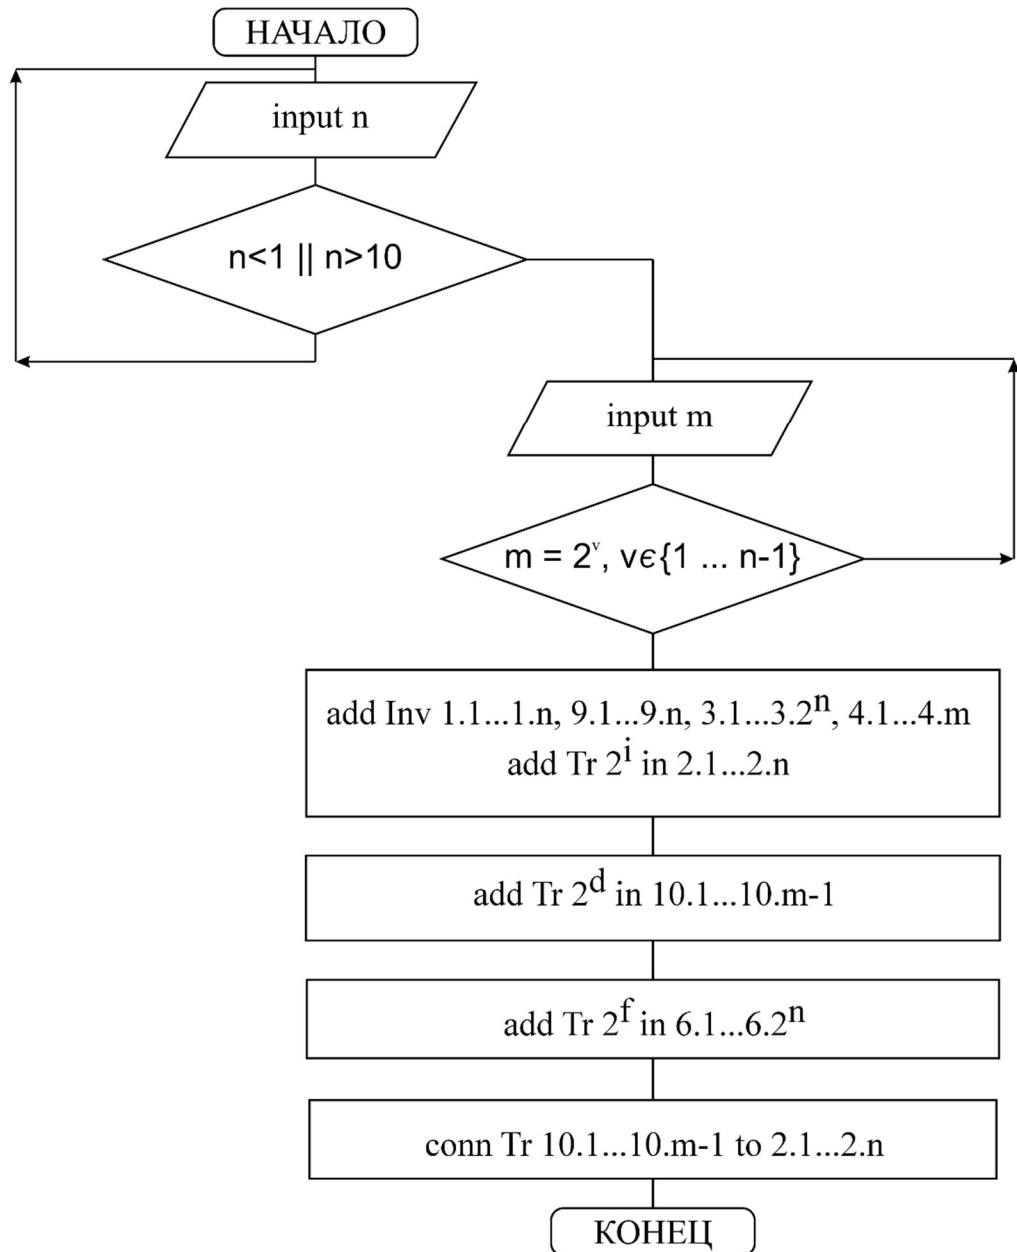 НАЧАЛО
input n
n<1 || n>10
input m
m = 2ᵛ, vϵ{1 ... n-1}
add Inv 1.1...1.n, 9.1...9.n, 3.1...3.2ⁿ, 4.1...4.m
add Tr 2ⁱ in 2.1...2.n
add Tr 2ᵈ in 10.1...10.m-1
add Tr 2ᶠ in 6.1...6.2ⁿ
conn Tr 10.1...10.m-1 to 2.1...2.n
КОНЕЦ